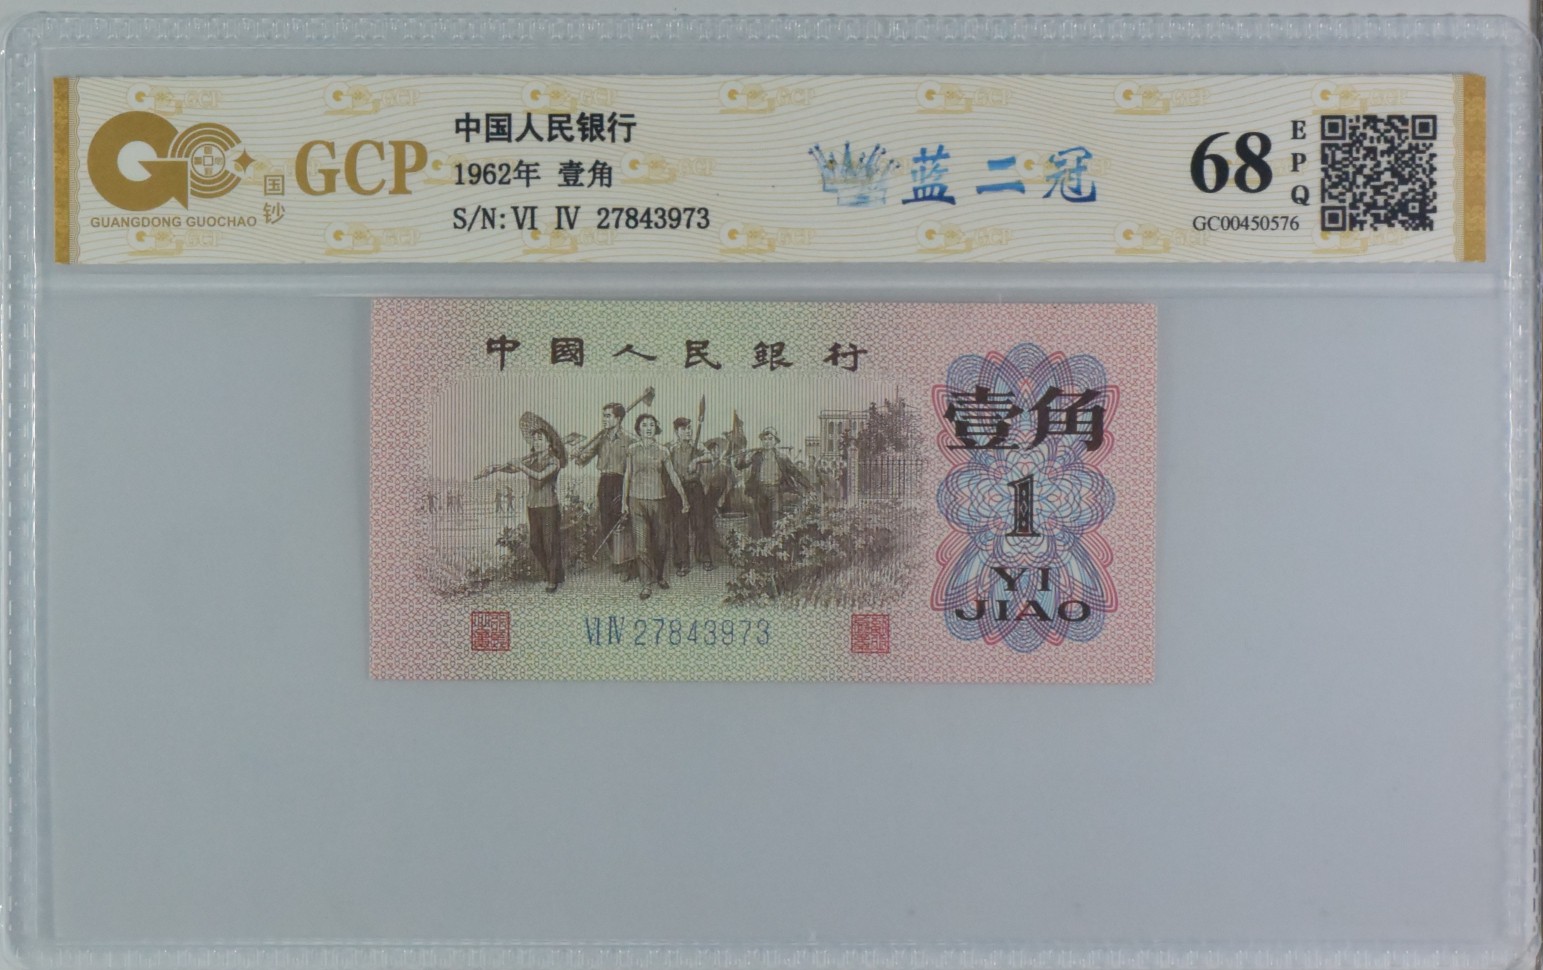 GUANGDONG GUOCHAO
国钞
GCP
中国人民银行
1962年 壹角
S/N: VI IV 27843973
蓝二冠
68
EPQ
GC00450576
中國人民銀行
壹角
1
YI
JIAO
VI IV 27843973